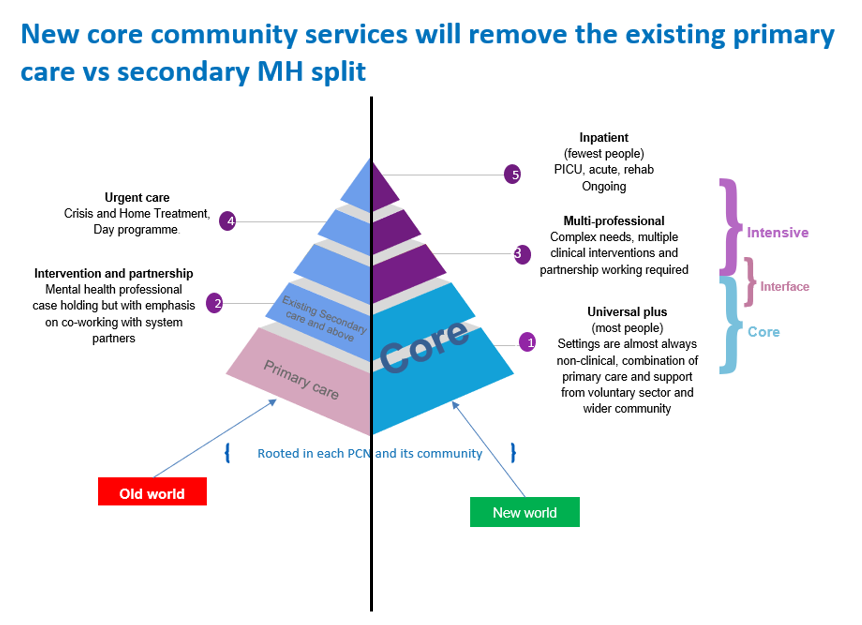 New core community services will remove the existing primary
care vs secondary MH split
Inpatient
(fewest people)
PICU, acute, rehab
Ongoing
5
Urgent care
Crisis and Home Treatment,
Day programme.
4
Multi-professional
Complex needs, multiple
clinical interventions and
partnership working required
3
Intensive
Intervention and partnership
Mental health professional
case holding but with emphasis
on co-working with system
partners
2
Interface
Existing Secondary
care and above
Universal plus
(most people)
Settings are almost always
non-clinical, combination of
primary care and support
from voluntary sector and
wider community
1
Core
Core
Primary care
{ Rooted in each PCN and its community }
Old world
New world